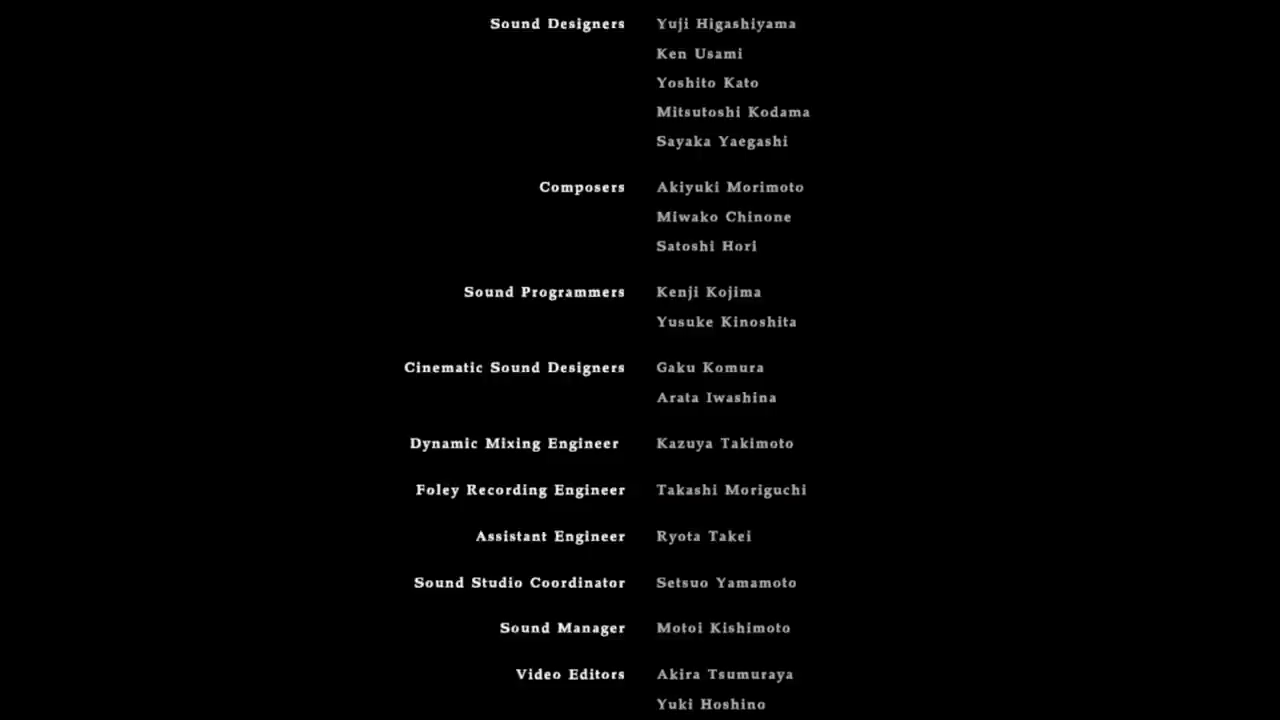 Sound Designers Yuji Higashiyama
Ken Usami
Yoshito Kato
Mitsutoshi Kodama
Sayaka Yaegashi
Composers Akiyuki Morimoto
Miwako Chinone
Satoshi Hori
Sound Programmers Kenji Kojima
Yusuke Kinoshita
Cinematic Sound Designers Gaku Komura
Arata Iwashina
Dynamic Mixing Engineer Kazuya Takimoto
Foley Recording Engineer Takashi Moriguchi
Assistant Engineer Ryota Takei
Sound Studio Coordinator Setsuo Yamamoto
Sound Manager Motoi Kishimoto
Video Editors Akira Tsumuraya
Yuki Hoshino